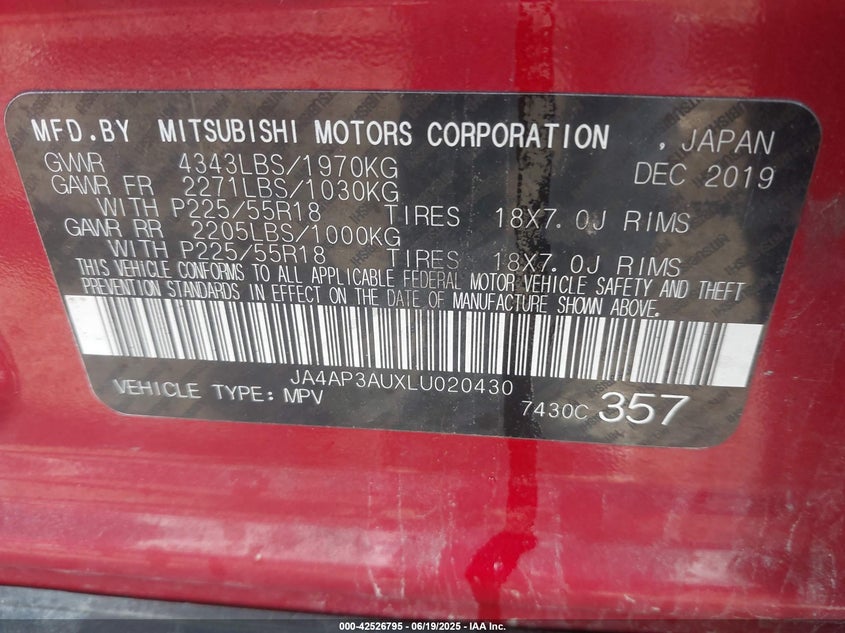 MFD.BY MITSUBISHI MOTORS CORPORATION , JAPAN
GVWR 4343LBS/1970KG DEC 2019
GAWR FR 2271LBS/1030KG
WITH P225/55R18 TIRES 18X7.0J RIMS
GAWR RR 2205LBS/1000KG
WITH P225/55R18 TIRES 18X7.0J RIMS
THIS VEHICLE CONFORMS TO ALL APPLICABLE FEDERAL MOTOR VEHICLE SAFETY AND THEFT
PREVENTION STANDARDS IN EFFECT ON THE DATE OF MANUFACTURE SHOWN ABOVE.
JA4AP3AUXLU020430
VEHICLE TYPE:MPV 7430C 357
000-42526795 - 06/19/2025 - IAA Inc.